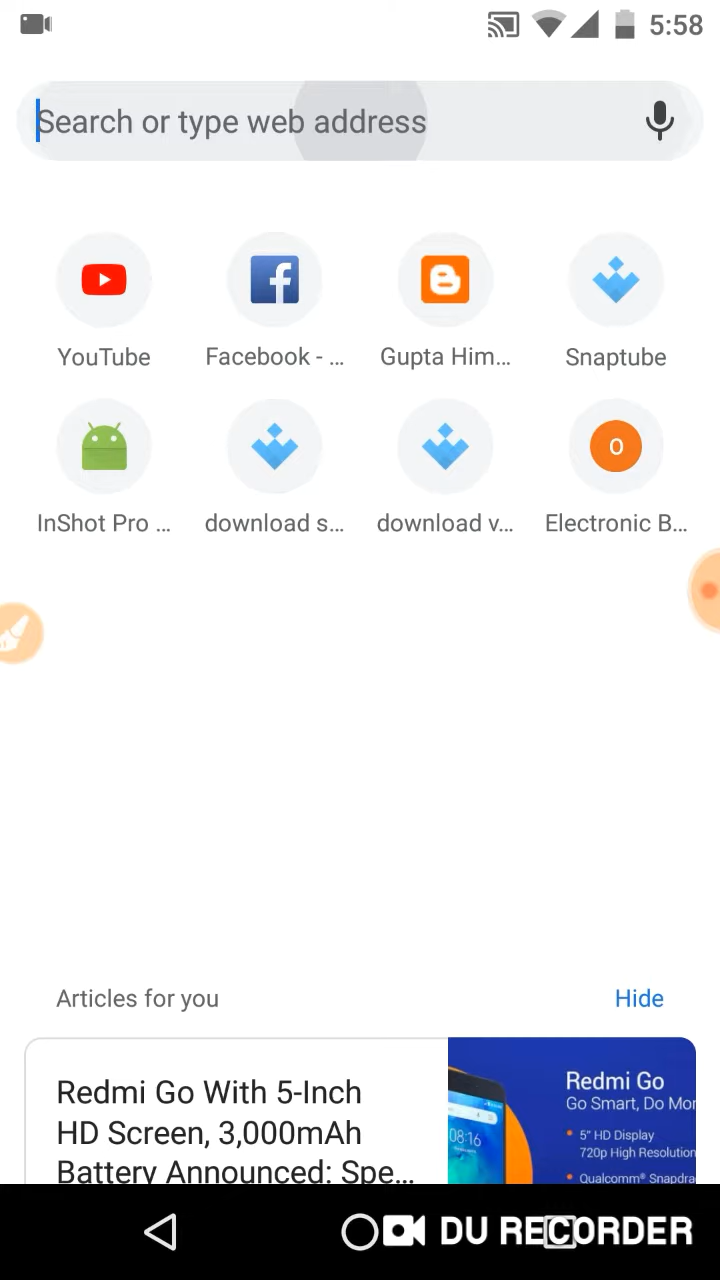 5:58
Search or type web address
YouTube
Facebook - ...
Gupta Him...
Snaptube
InShot Pro ...
download s...
download v...
O
Electronic B...
Articles for you
Hide
Redmi Go With 5-Inch
HD Screen, 3,000mAh
Battery Announced: Spe...
08:16
Redmi Go
Go Smart, Do Mor
5" HD Display
720p High Resolution
Qualcomm® Snapdra
DU RECORDER